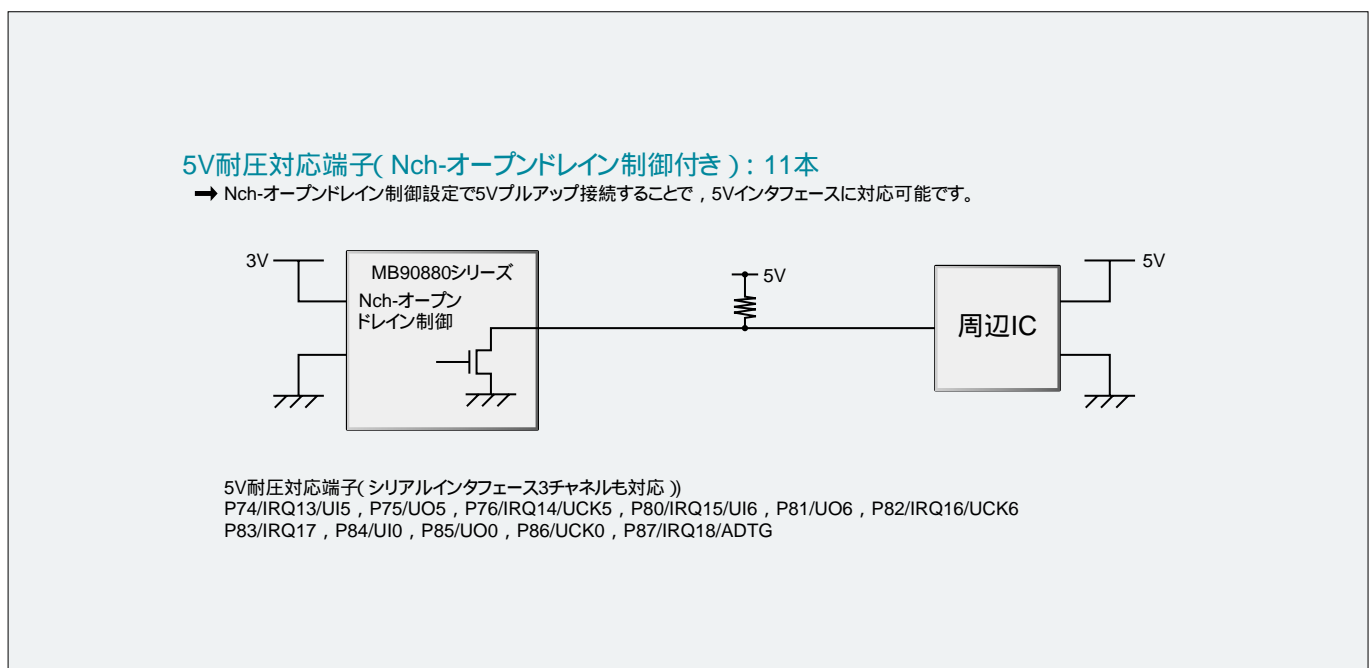 5V耐圧対応端子( Nch-オープンドレイン制御付き ) : 11本
➡ Nch-オープンドレイン制御設定で5Vプルアップ接続することで , 5Vインタフェースに対応可能です。
3V
MB90880シリーズ
Nch-オープン
ドレイン制御
5V
周辺IC
5V
5V耐圧対応端子( シリアルインタフェース3チャネルも対応 ))
P74/IRQ13/UI5 , P75/UO5 , P76/IRQ14/UCK5 , P80/IRQ15/UI6 , P81/UO6 , P82/IRQ16/UCK6
P83/IRQ17 , P84/UI0 , P85/UO0 , P86/UCK0 , P87/IRQ18/ADTG